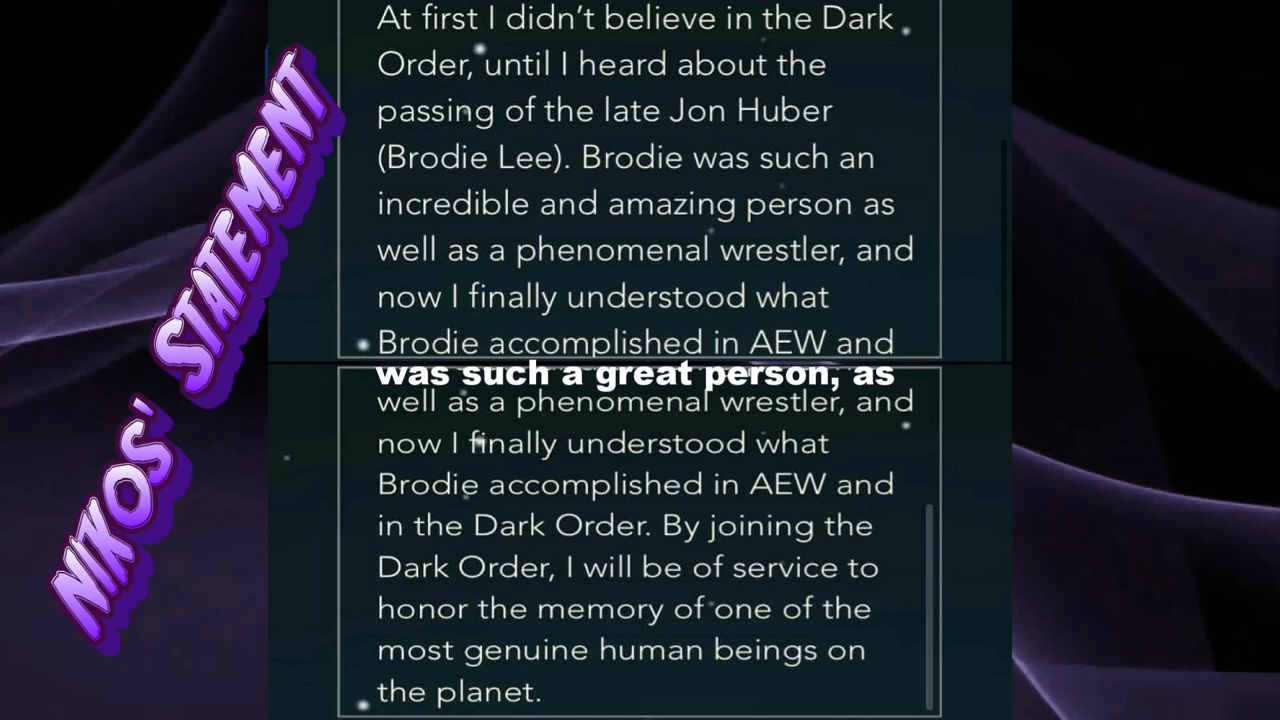 NIKOS' STATEMENT
At first I didn't believe in the Dark
Order, until I heard about the
passing of the late Jon Huber
(Brodie Lee). Brodie was such an
incredible and amazing person as
well as a phenomenal wrestler, and
now I finally understood what
Brodie accomplished in AEW and
was such a great person, as
well as a phenomenal wrestler, and
now I finally understood what
Brodie accomplished in AEW and
in the Dark Order. By joining the
Dark Order, I will be of service to
honor the memory of one of the
most genuine human beings on
the planet.